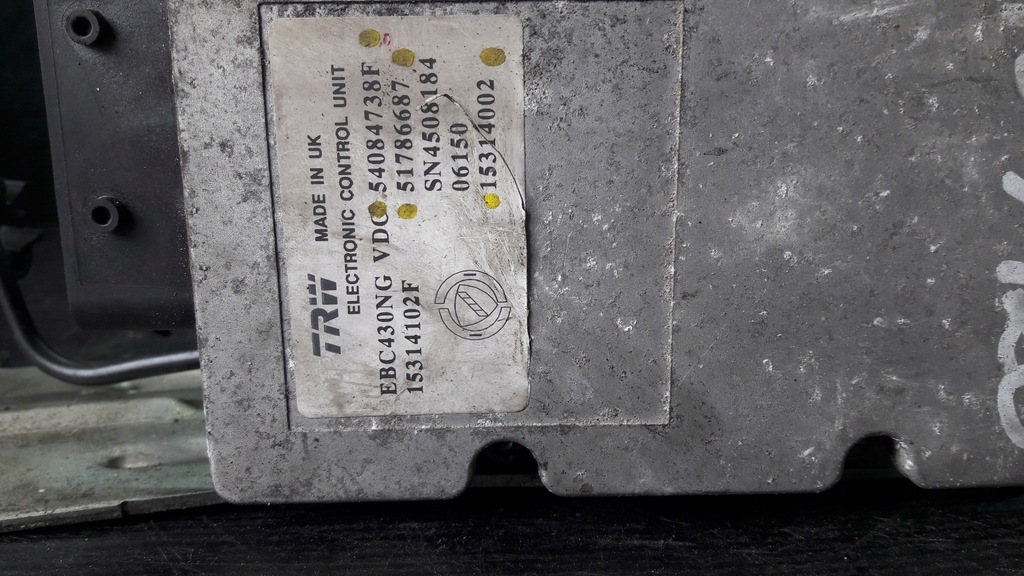 TRW
MADE IN UK
ELECTRONIC CONTROL UNIT
EBC430NG VDC 54084738F
15314102F 51786687
SN4508184
06150
15314002